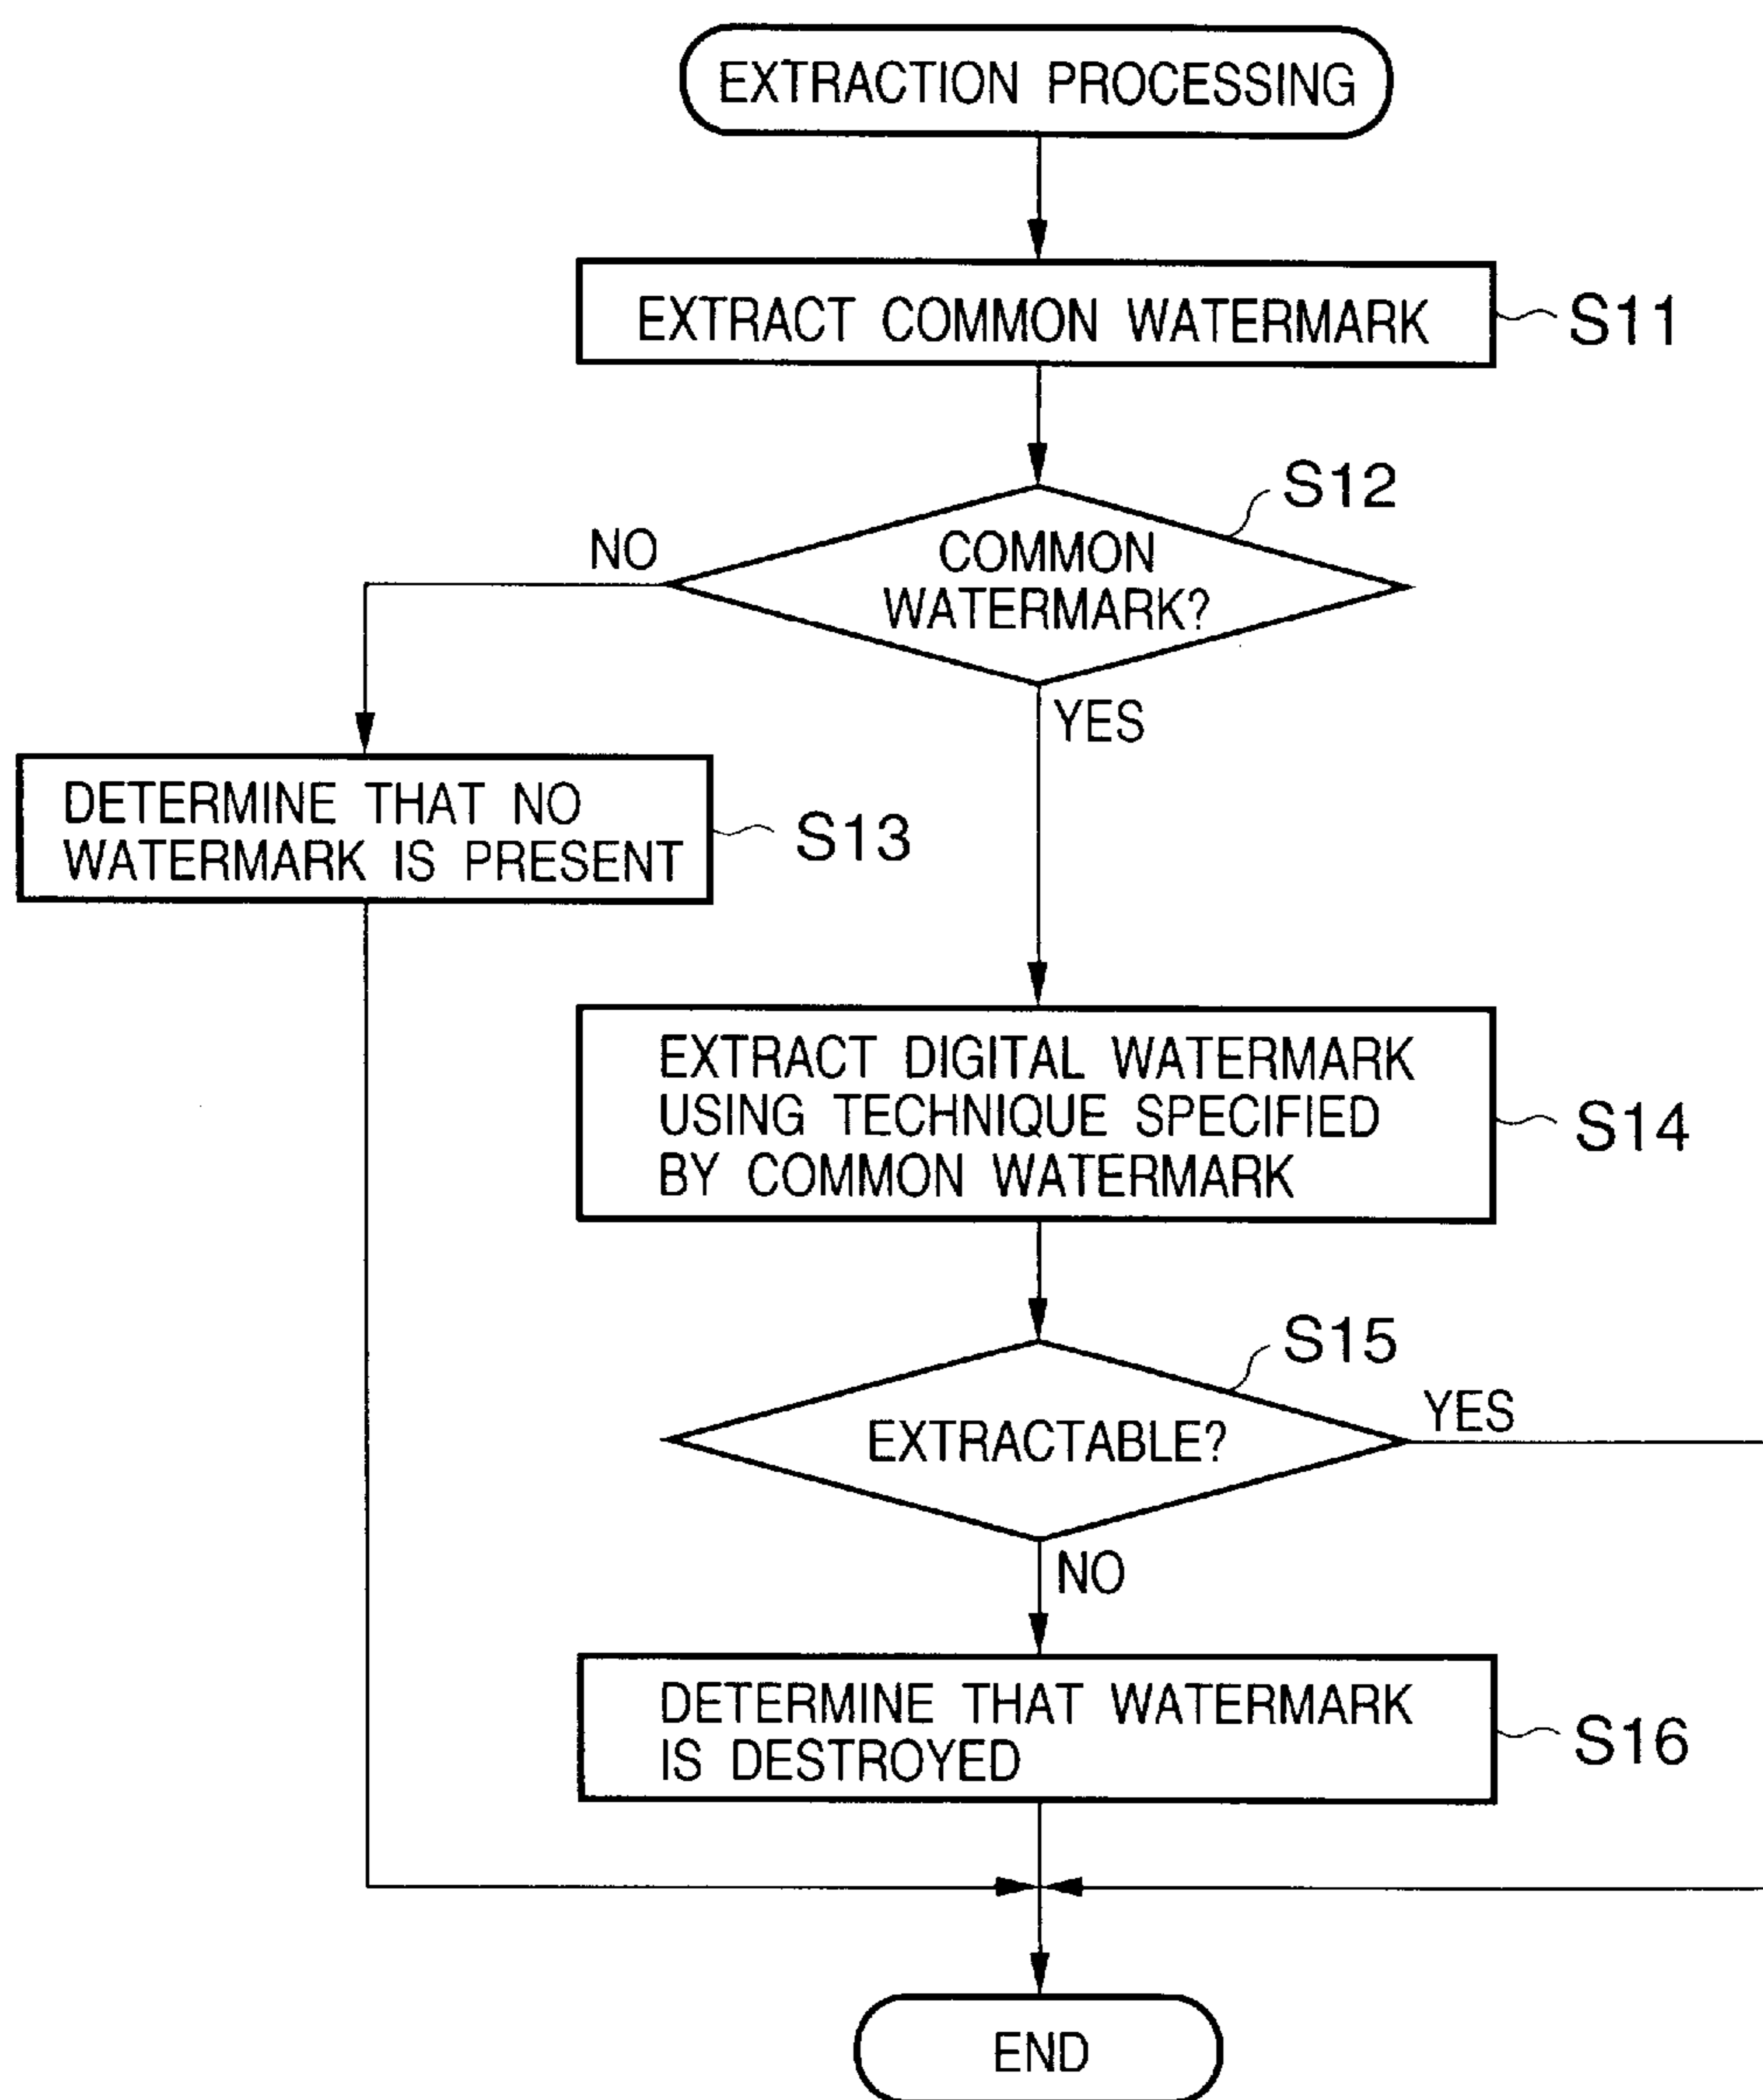 EXTRACTION PROCESSING
EXTRACT COMMON WATERMARK
S11
S12
NO
COMMON
WATERMARK?
YES
DETERMINE THAT NO
WATERMARK IS PRESENT
S13
EXTRACT DIGITAL WATERMARK
USING TECHNIQUE SPECIFIED
BY COMMON WATERMARK
S14
S15
YES
EXTRACTABLE?
NO
DETERMINE THAT WATERMARK
IS DESTROYED
S16
END